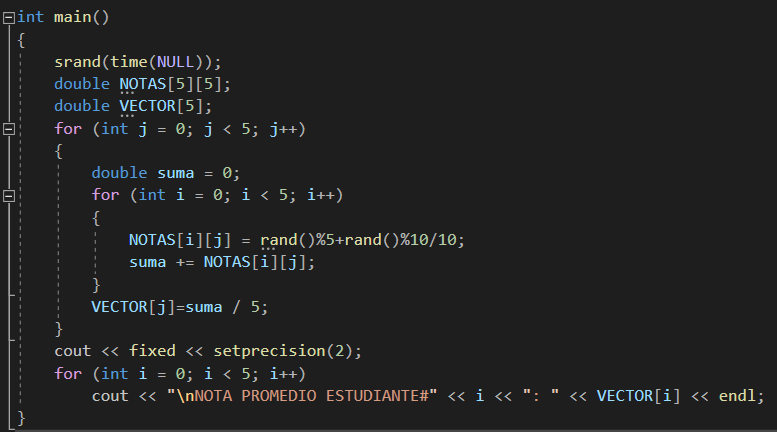 int main()
{
    srand(time(NULL));
    double NOTAS[5][5];
    double VECTOR[5];
    for (int j = 0; j < 5; j++)
    {
        double suma = 0;
        for (int i = 0; i < 5; i++)
        {
            NOTAS[i][j] = rand()%5+rand()%10/10;
            suma += NOTAS[i][j];
        }
        VECTOR[j]=suma / 5;
    }
    cout << fixed << setprecision(2);
    for (int i = 0; i < 5; i++)
        cout << "\nNOTA PROMEDIO ESTUDIANTE#" << i << ": " << VECTOR[i] << endl;
}